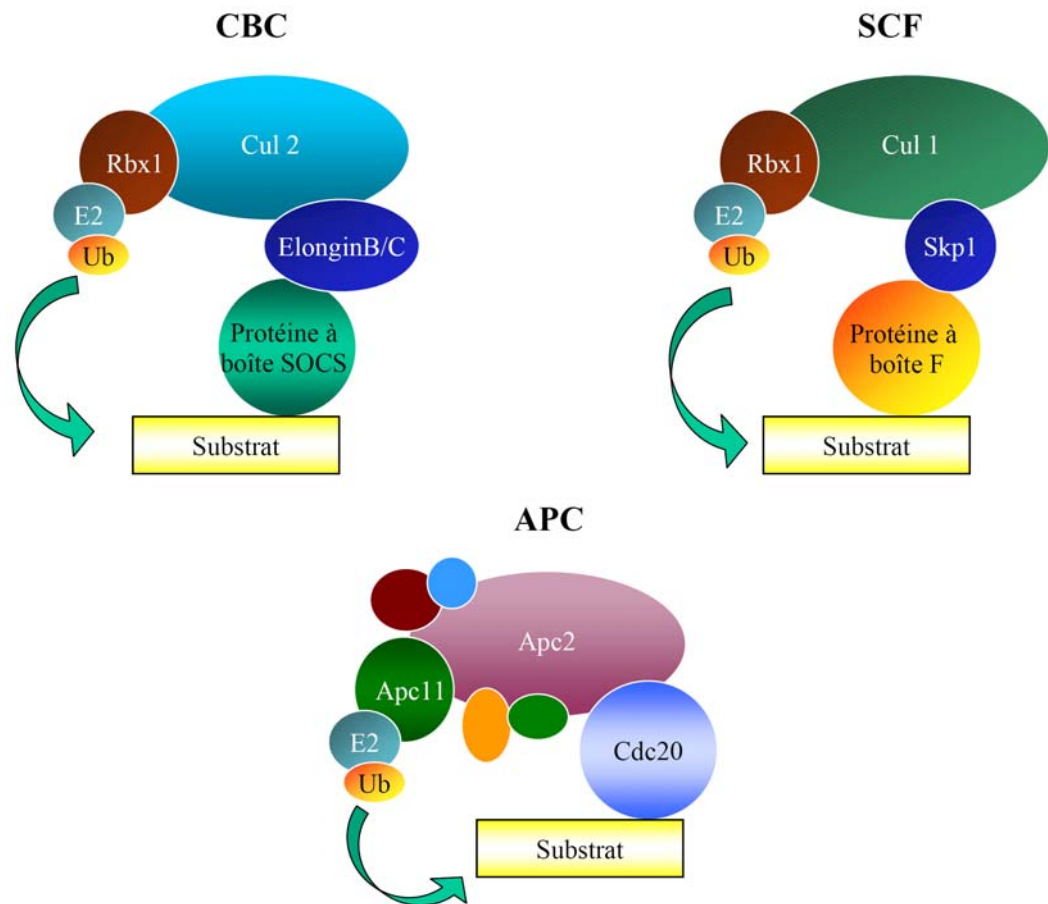 CBC
Cul 2
Rbx1
E2
Ub
ElonginB/C
Protéine à
boîte SOCS
Substrat
SCF
Cul 1
Rbx1
E2
Ub
Skp1
Protéine à
boîte F
Substrat
APC
Apc2
Apc11
E2
Ub
Cdc20
Substrat